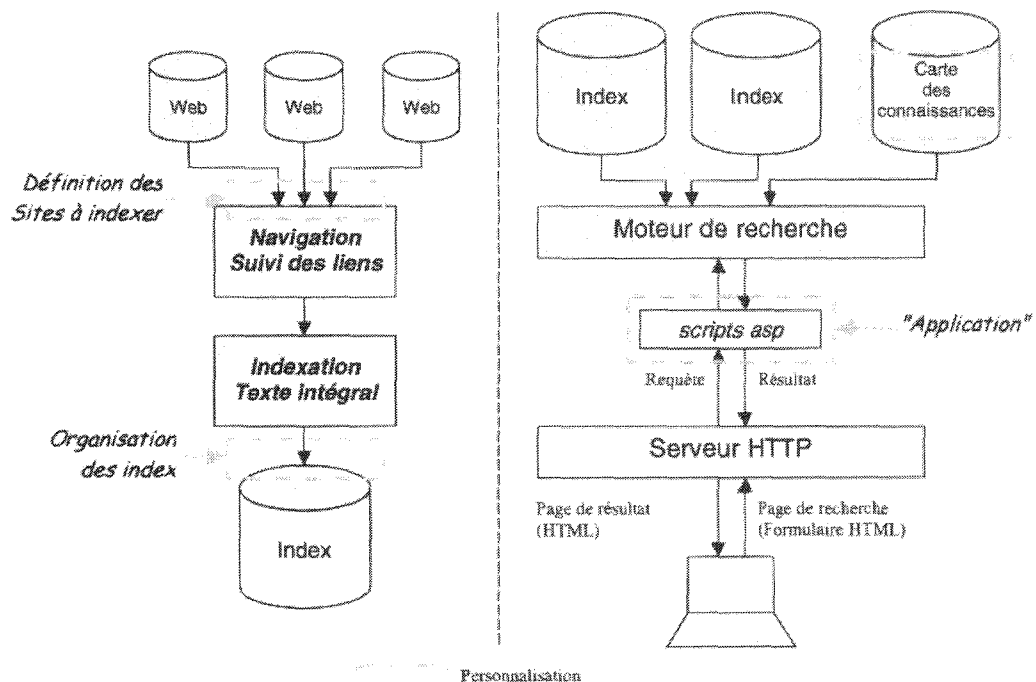 Web
Web
Web
Définition des
Sites à indexer
Navigation
Suivi des liens
Indexation
Texte intégral
Organisation
des index
Index
Index
Index
Carte
des
connaissances
Moteur de recherche
scripts asp
"Application"
Requère
Résultat
Serveur HTTP
Page de résultat
(HTML)
Page de recherche
(Formulaire HTML)
Personnalisation